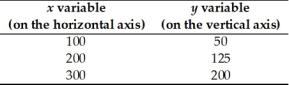 x variable y variable
(on the horizontal axis) (on the vertical axis)
100 50
200 125
300 200